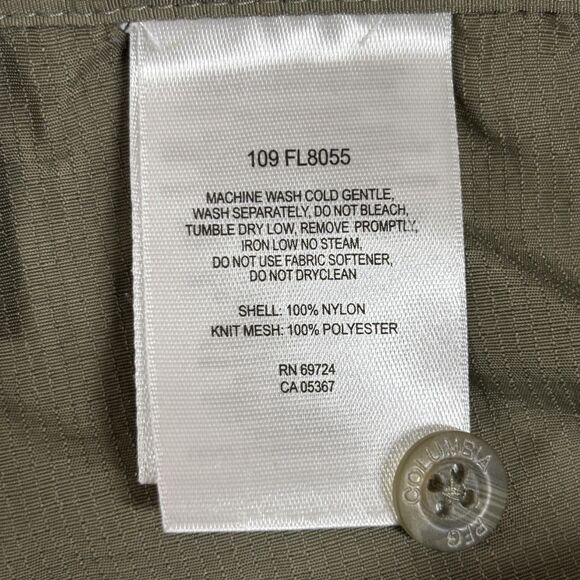 109 FL8055
MACHINE WASH COLD GENTLE,
WASH SEPARATELY, DO NOT BLEACH,
TUMBLE DRY LOW, REMOVE PROMPTLY,
IRON LOW NO STEAM,
DO NOT USE FABRIC SOFTENER,
DO NOT DRYCLEAN
SHELL: 100% NYLON
KNIT MESH: 100% POLYESTER
RN 69724
CA 05367
COLUMBIA
PFG